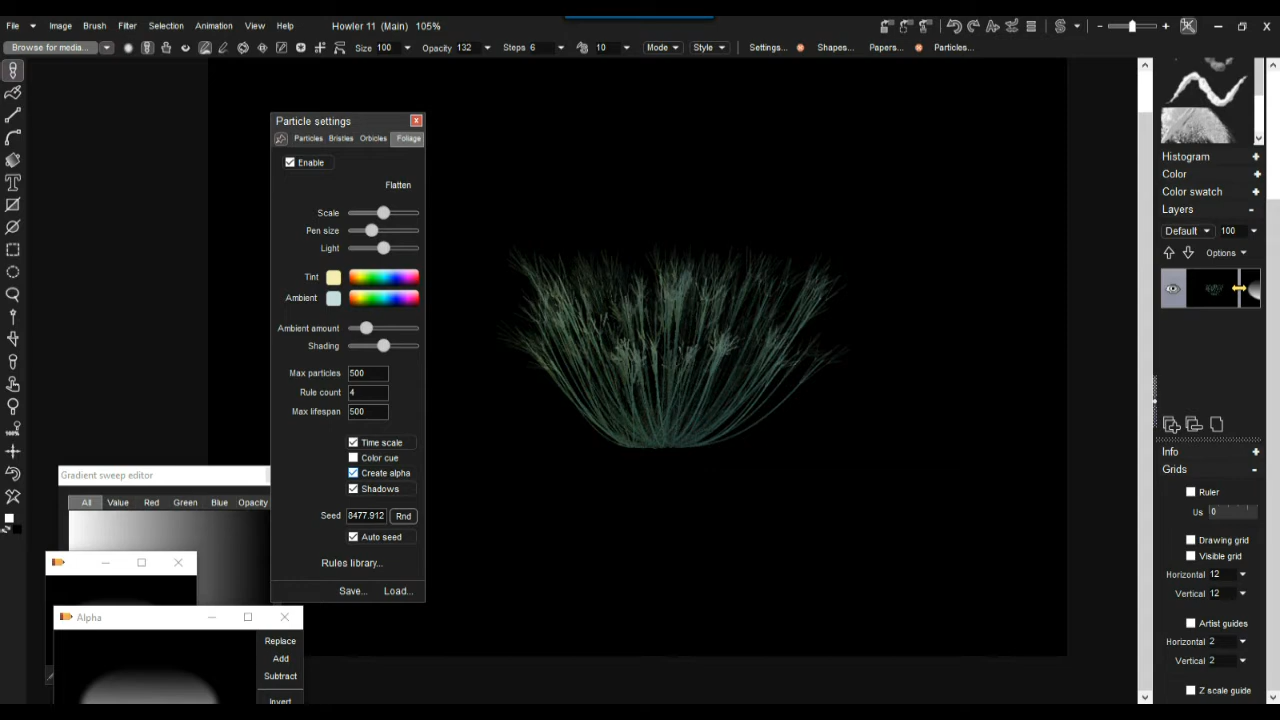 File Image Brush Filter Selection Animation View Help Howler 11 (Main) 105%
Browse for media... Size 100 Opacity 132 Steps 6 10 Mode Style Settings... Shapes... Papers... Particles...
Particle settings
Particles Bristles Orbicles Foliage
Enable
Flatten
Scale
Pen size
Light
Tint
Ambient
Ambient amount
Shading
Max particles 500
Rule count 4
Max lifespan 500
Time scale
Color cue
Create alpha
Shadows
Seed 8477.912 Rnd
Auto seed
Rules library...
Save... Load...
Gradient sweep editor
All Value Red Green Blue Opacity
Alpha
Replace
Add
Subtract
Invert
Histogram
Color
Color swatch
Layers
Default 100
Options
Info
Grids
Ruler
Us 0
Drawing grid
Visible grid
Horizontal 12
Vertical 12
Artist guides
Horizontal 2
Vertical 2
Z scale guide